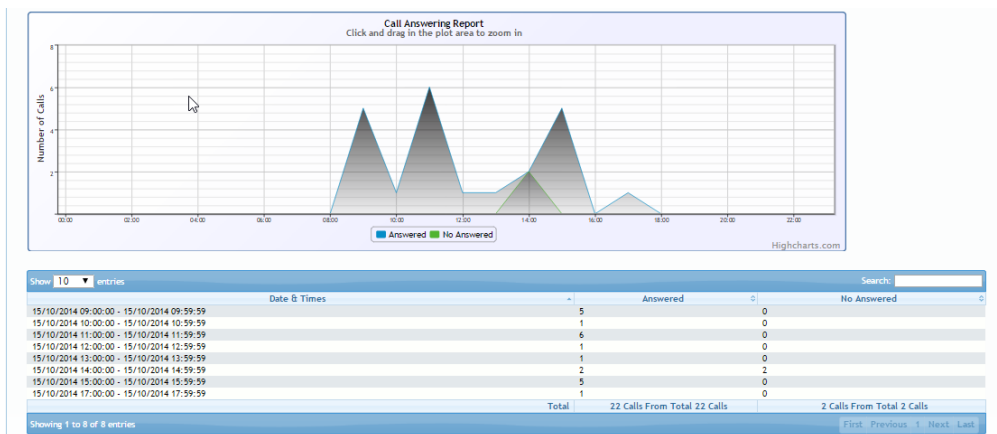 Call Answering Report
Click and drag in the plot area to zoom in
Number of Calls
8
6
4
2
00:00 02:00 04:00 06:00 08:00 10:00 12:00 14:00 16:00 18:00 20:00 22:00
Answered No Answered
Highcharts.com
Show 10 entries Search:
Date & Times Answered No Answered
15/10/2014 09:00:00 - 15/10/2014 09:59:59 5 0
15/10/2014 10:00:00 - 15/10/2014 10:59:59 1 0
15/10/2014 11:00:00 - 15/10/2014 11:59:59 6 0
15/10/2014 12:00:00 - 15/10/2014 12:59:59 1 0
15/10/2014 13:00:00 - 15/10/2014 13:59:59 1 0
15/10/2014 14:00:00 - 15/10/2014 14:59:59 2 2
15/10/2014 15:00:00 - 15/10/2014 15:59:59 5 0
15/10/2014 17:00:00 - 15/10/2014 17:59:59 1 0
Total 22 Calls From Total 22 Calls 2 Calls From Total 2 Calls
Showing 1 to 8 of 8 entries First Previous 1 Next Last